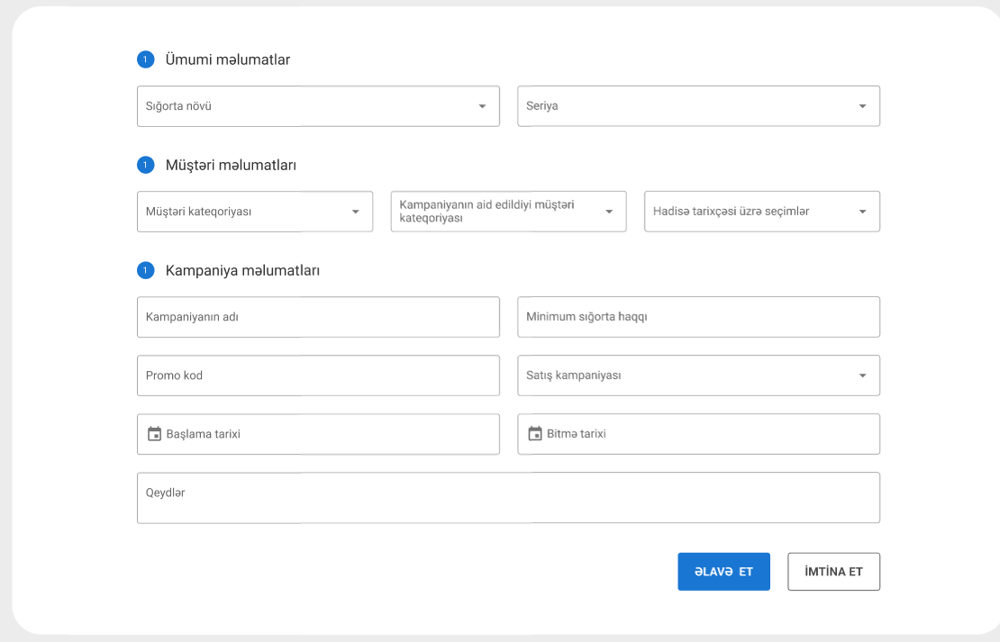 1 Ümumi məlumatlar
Sığorta növü
Seriya
1 Müştəri məlumatları
Müştəri kateqoriyası
Kampaniyanın aid edildiyi müştəri
kateqoriyası
Hadisə tarixçəsi üzrə seçimlər
1 Kampaniya məlumatları
Kampaniyanın adı
Minimum sığorta haqqı
Promo kod
Satış kampaniyası
Başlama tarixi
Bitmə tarixi
Qeydlər
ƏLAVƏ ET
İMTİNA ET